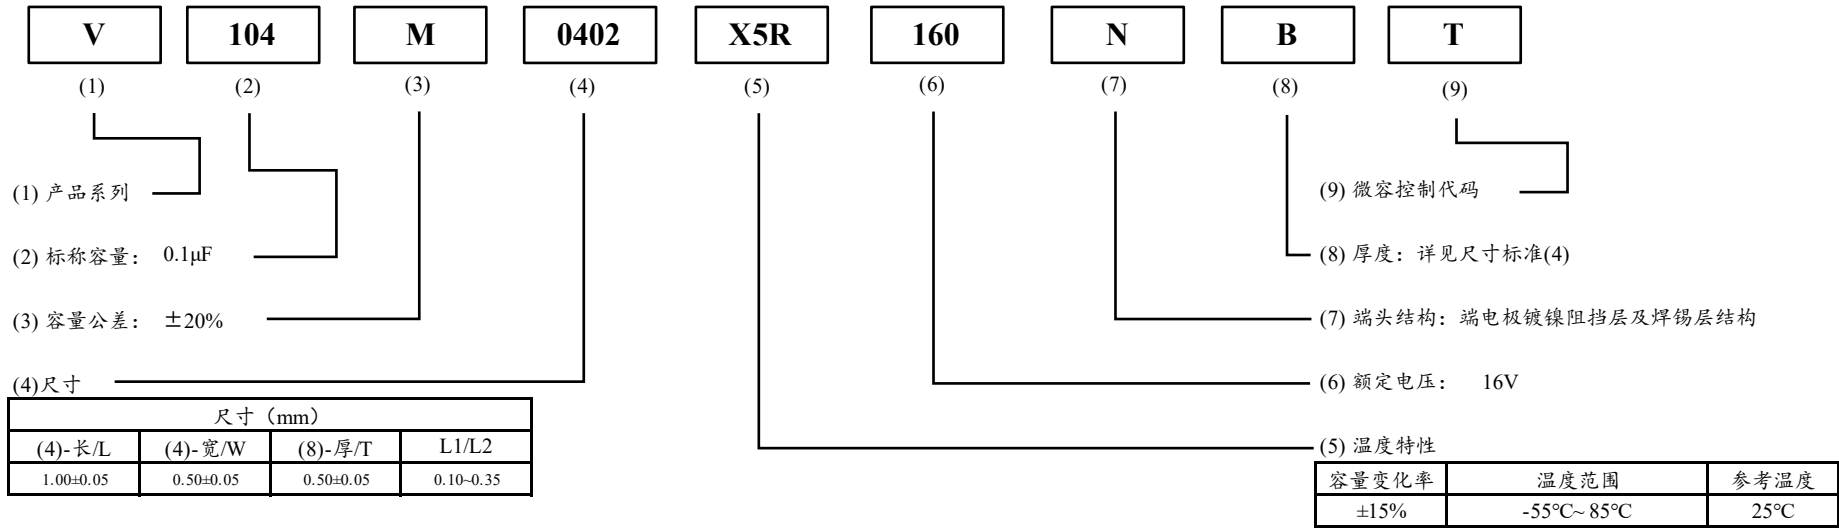 V 104 M 0402 X5R 160 N B T
(1) (2) (3) (4) (5) (6) (7) (8) (9)
(1) 产品系列
(2) 标称容量： 0.1μF
(3) 容量公差： ±20%
(4)尺寸
尺寸（mm）
(4)-长/L (4)-宽/W (8)-厚/T L1/L2
1.00±0.05 0.50±0.05 0.50±0.05 0.10~0.35
(9) 微容控制代码
(8) 厚度：详见尺寸标准(4)
(7) 端头结构：端电极镀镍阻挡层及焊锡层结构
(6) 额定电压： 16V
(5) 温度特性
容量变化率 温度范围 参考温度
±15% -55℃~ 85℃ 25℃